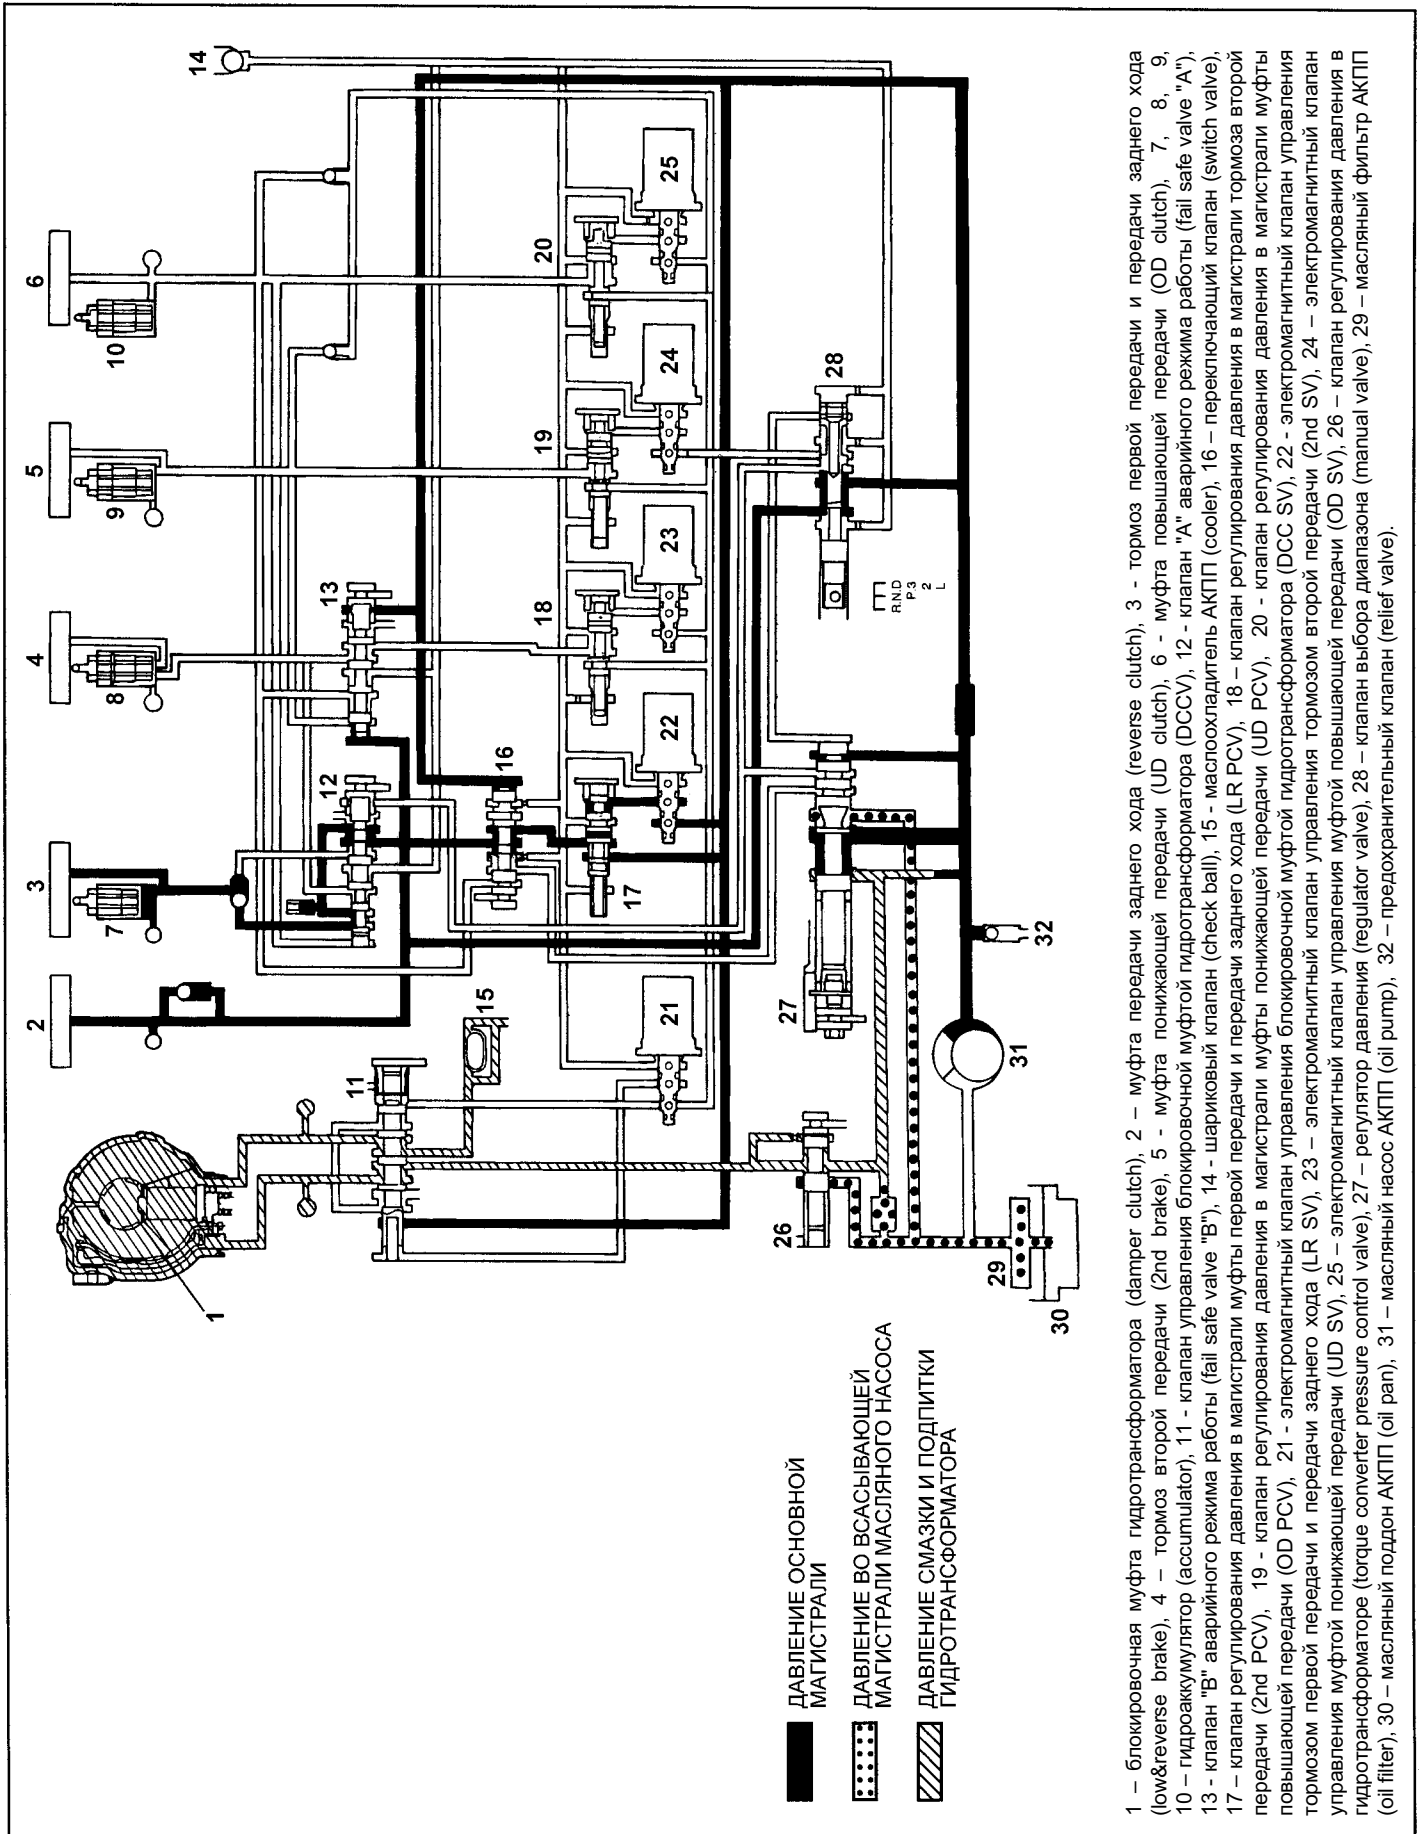 1
2
3
4
5
6
7
8
9
10
11
12
13
14
15
16
17
18
19
20
21
22
23
24
25
26
27
28
29
30
31
32
R.N.D
P.3
2
L
ДАВЛЕНИЕ ОСНОВНОЙ
МАГИСТРАЛИ
ДАВЛЕНИЕ ВО ВСАСЫВАЮЩЕЙ
МАГИСТРАЛИ МАСЛЯНОГО НАСОСА
ДАВЛЕНИЕ СМАЗКИ И ПОДПИТКИ
ГИДРОТРАНСФОРМАТОРА
1 – блокировочная муфта гидротрансформатора (damper clutch), 2 – муфта передачи заднего хода (reverse clutch), 3 - тормоз первой передачи и передачи заднего хода
(low&reverse brake), 4 – тормоз второй передачи (2nd brake), 5 - муфта понижающей передачи (UD clutch), 6 - муфта повышающей передачи (OD clutch), 7, 8, 9,
10 – гидроаккумулятор (accumulator), 11 - клапан управления блокировочной муфтой гидротрансформатора (DCCV), 12 - клапан "А" аварийного режима работы (fail safe valve "A"),
13 - клапан "В" аварийного режима работы (fail safe valve "B"), 14 - шариковый клапан (check ball), 15 - маслоохладитель АКПП (cooler), 16 – переключающий клапан (switch valve),
17 – клапан регулирования давления в магистрали муфты первой передачи и передачи заднего хода (LR PCV), 18 – клапан регулирования давления в магистрали тормоза второй
передачи (2nd PCV), 19 - клапан регулирования давления в магистрали муфты понижающей передачи (UD PCV), 20 - клапан регулирования давления в магистрали муфты
повышающей передачи (OD PCV), 21 - электромагнитный клапан управления блокировочной муфтой гидротрансформатора (DCC SV), 22 - электромагнитный клапан управления
тормозом первой передачи и передачи заднего хода (LR SV), 23 – электромагнитный клапан управления тормозом второй передачи (2nd SV), 24 – электромагнитный клапан
управления муфтой понижающей передачи (UD SV), 25 – электромагнитный клапан управления муфтой повышающей передачи (OD SV), 26 – клапан регулирования давления в
гидротрансформаторе (torque converter pressure control valve), 27 – регулятор давления (regulator valve), 28 – клапан выбора диапазона (manual valve), 29 – масляный фильтр АКПП
(oil filter), 30 – масляный поддон АКПП (oil pan), 31 – масляный насос АКПП (oil pump), 32 – предохранительный клапан (relief valve).